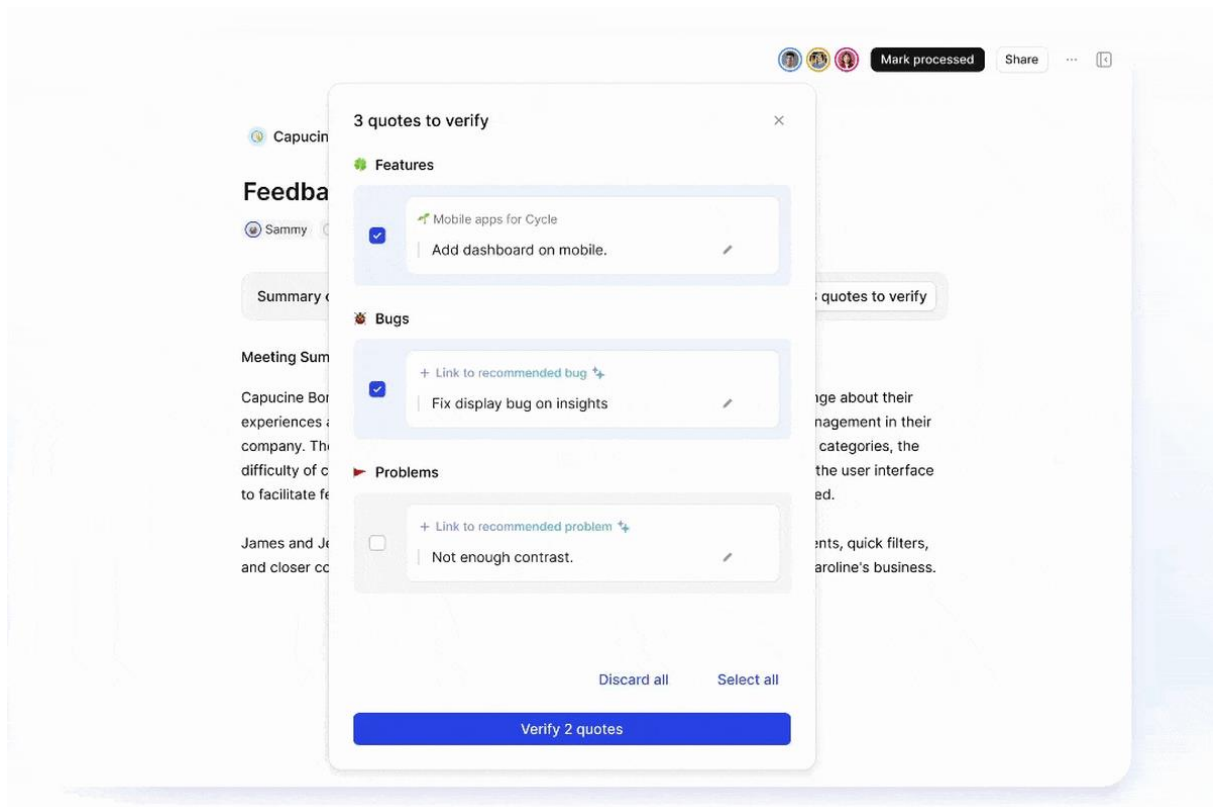 Mark processed
Share
Capucin
Feedba
Sammy
Summary
quotes to verify
Meeting Sum
Capucine Bor
experiences
company. Th
difficulty of c
to facilitate fe
James and Je
and closer co
nge about their
nagement in their
categories, the
the user interface
ed.
ents, quick filters,
aroline's business.
3 quotes to verify
Features
Mobile apps for Cycle
Add dashboard on mobile.
Bugs
+ Link to recommended bug
Fix display bug on insights
Problems
+ Link to recommended problem
Not enough contrast.
Discard all
Select all
Verify 2 quotes